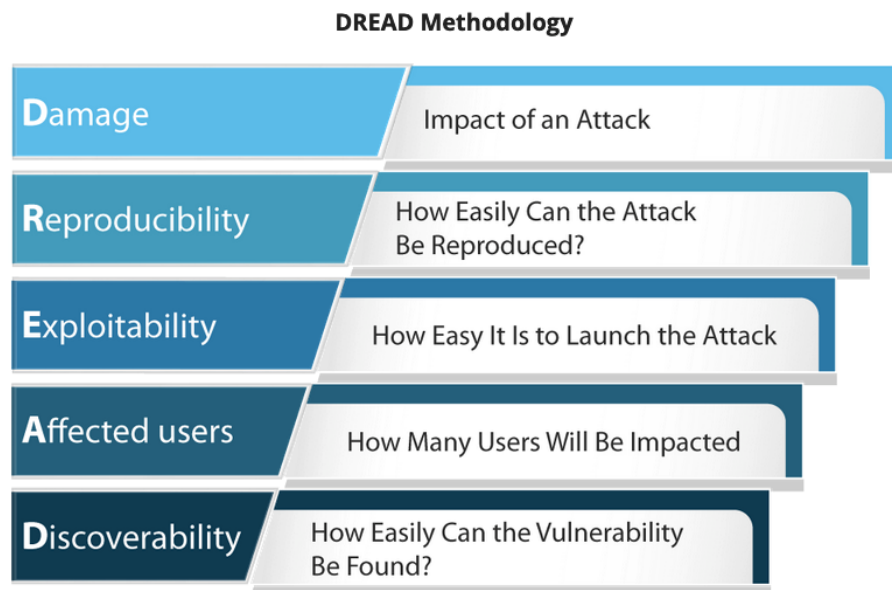 DREAD Methodology
Damage
Impact of an Attack
Reproducibility
How Easily Can the Attack
Be Reproduced?
Exploitability
How Easy It Is to Launch the Attack
Affected users
How Many Users Will Be Impacted
Discoverability
How Easily Can the Vulnerability
Be Found?